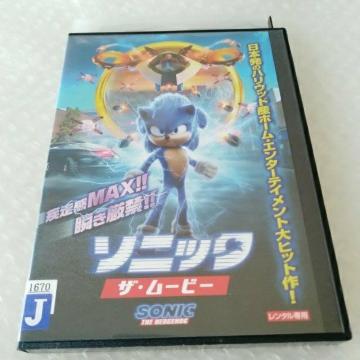 日本発のハリウッド産ホーム・エンターテイメント大ヒット作！
疾走感MAX!!
瞬き厳禁!!!
ソニック
ザ・ムービー
SONIC
THE HEDGEHOG
1670
J
レンタル専用